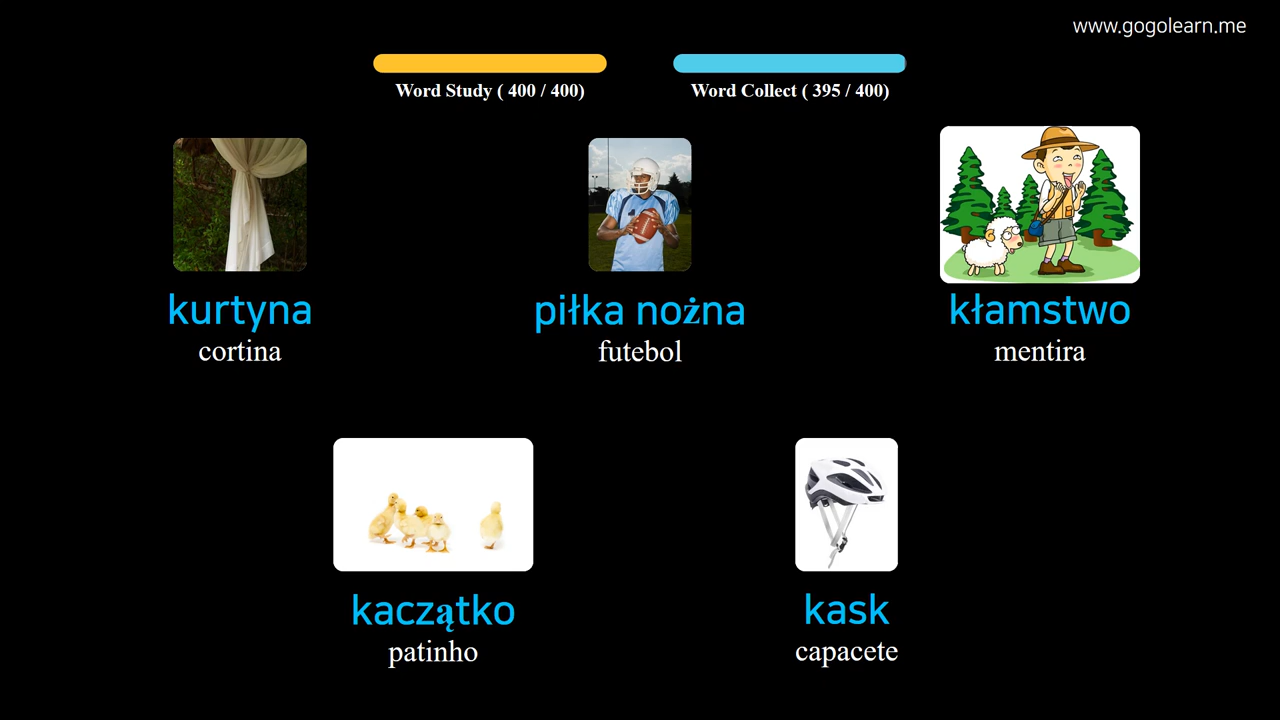 www.gogolearn.me
Word Study ( 400 / 400)
Word Collect ( 395 / 400)
kurtyna
cortina
piłka nożna
futebol
kłamstwo
mentira
kaczątko
patinho
kask
capacete